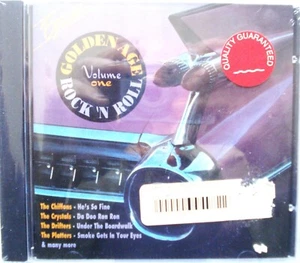 GOLDEN AGE
Volume
one
ROCK 'N ROLL
QUALITY GUARANTEED
The Chiffons - He's So Fine
The Crystals - Da Doo Ron Ron
The Drifters - Under The Boardwalk
The Platters - Smoke Gets In Your Eyes
& many more